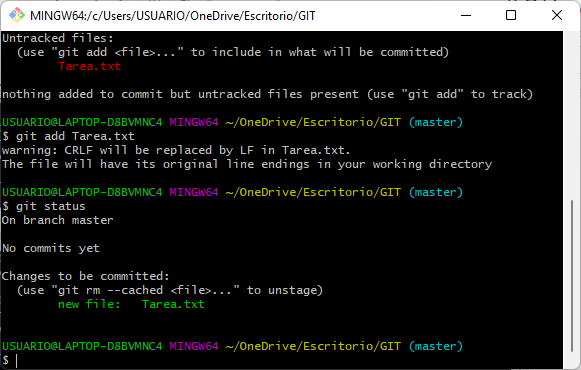 MINGW64:/c/Users/USUARIO/OneDrive/Escritorio/GIT
Untracked files:
  (use "git add <file>..." to include in what will be committed)
        Tarea.txt

nothing added to commit but untracked files present (use "git add" to track)

USUARIO@LAPTOP-D8BVMNC4 MINGW64 ~/OneDrive/Escritorio/GIT (master)
$ git add Tarea.txt
warning: CRLF will be replaced by LF in Tarea.txt.
The file will have its original line endings in your working directory

USUARIO@LAPTOP-D8BVMNC4 MINGW64 ~/OneDrive/Escritorio/GIT (master)
$ git status
On branch master

No commits yet

Changes to be committed:
  (use "git rm --cached <file>..." to unstage)
        new file:   Tarea.txt


USUARIO@LAPTOP-D8BVMNC4 MINGW64 ~/OneDrive/Escritorio/GIT (master)
$